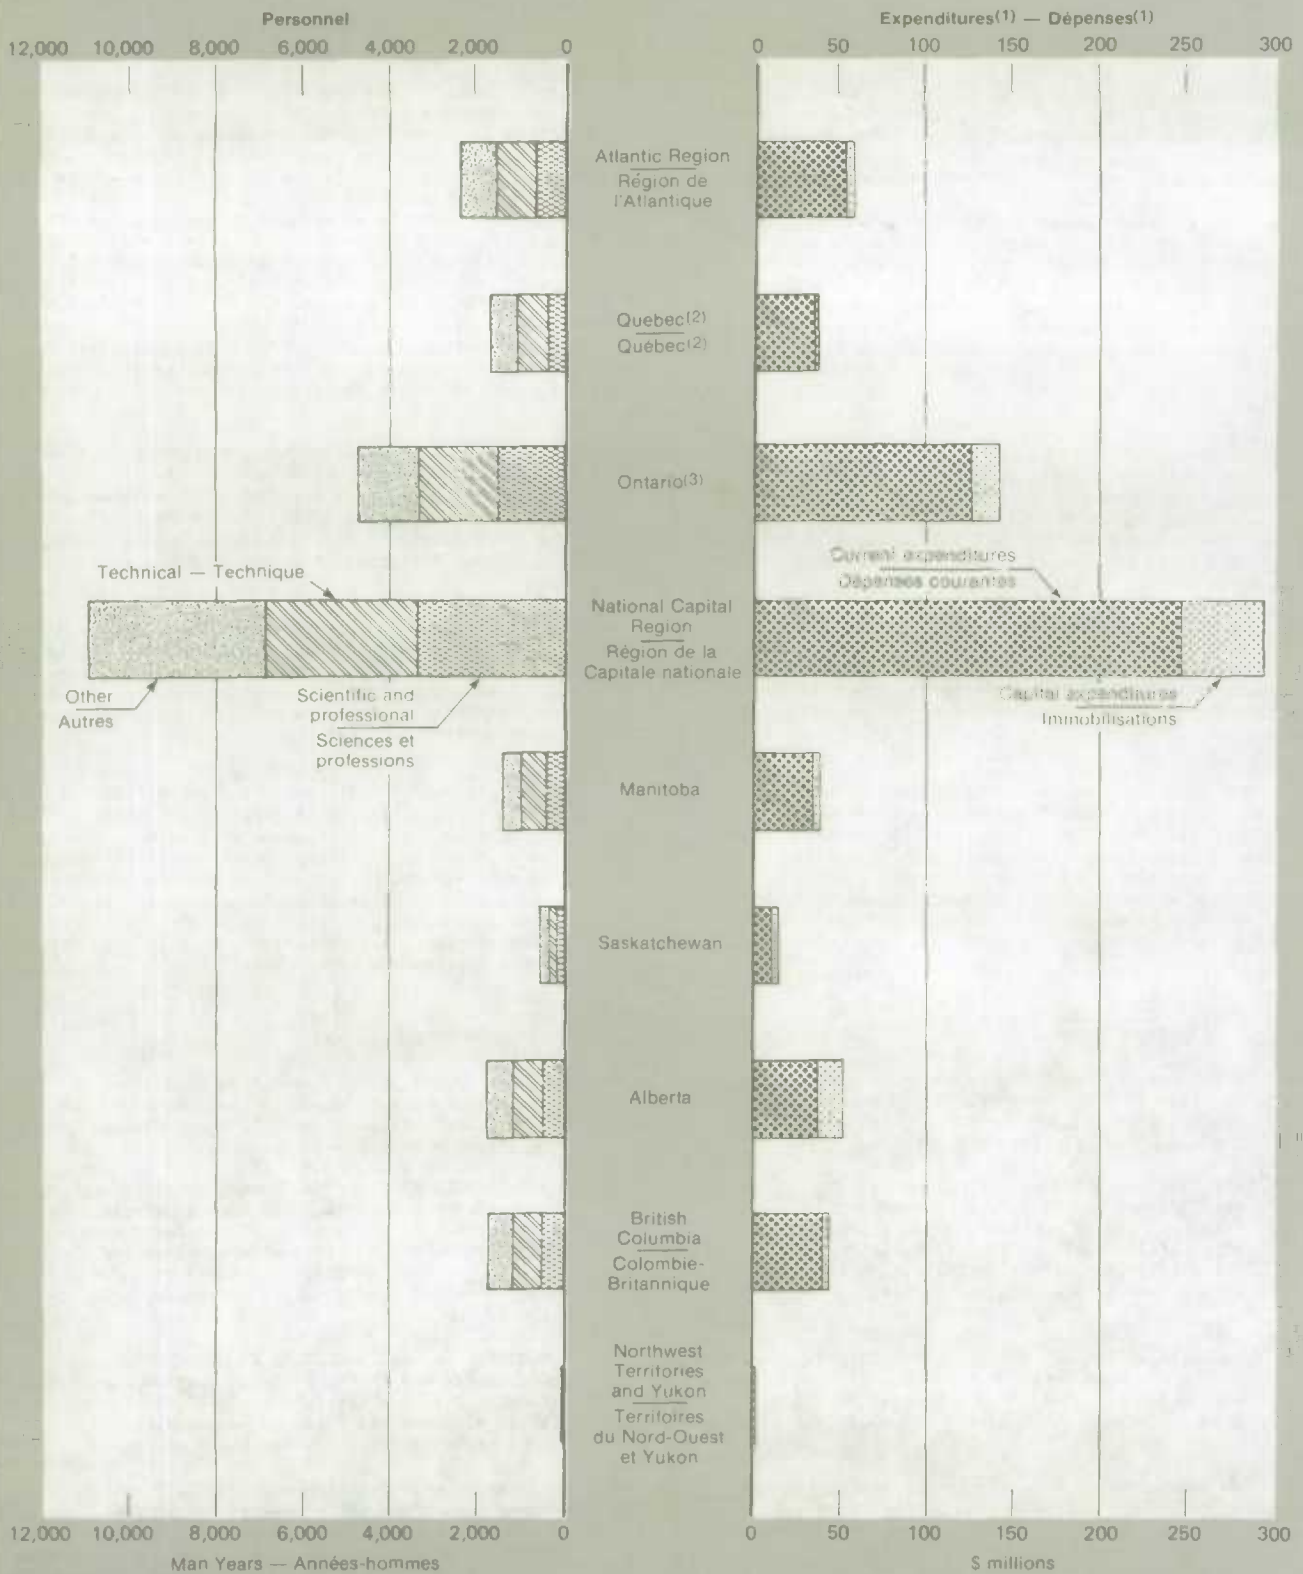 Personnel
Expenditures(1) — Dépenses(1)
12,000 10,000 8,000 6,000 4,000 2,000 0
0 50 100 150 200 250 300
Atlantic Region
Région de
l'Atlantique
Quebec(2)
Québec(2)
Ontario(3)
Technical — Technique
Current expenditures
Dépenses courantes
National Capital
Region
Région de la
Capitale nationale
Other
Autres
Scientific and
professional
Sciences et
professions
Capital expenditures
Immobilisations
Manitoba
Saskatchewan
Alberta
British
Columbia
Colombie-
Britannique
Northwest
Territories
and Yukon
Territoires
du Nord-Ouest
et Yukon
12,000 10,000 8,000 6,000 4,000 2,000 0
0 50 100 150 200 250 300
Man Years — Années-hommes
$ millions